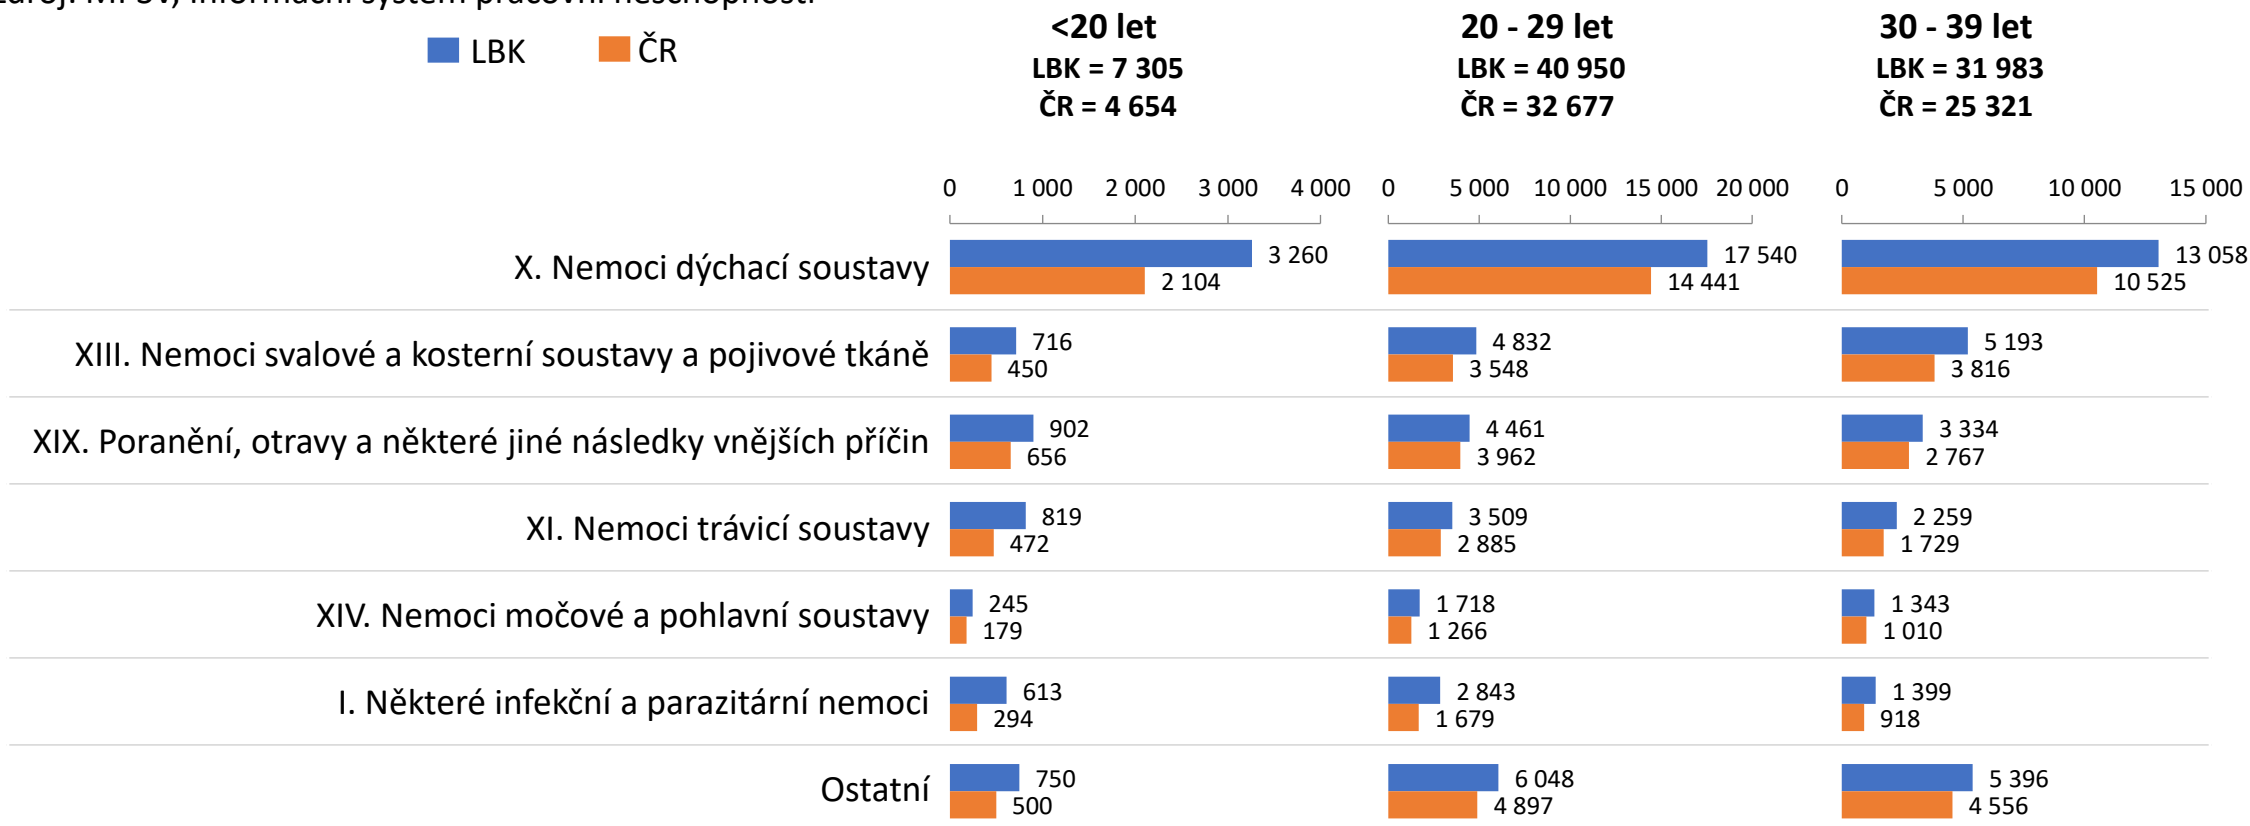 LBK ČR
<20 let
LBK = 7 305
ČR = 4 654
20 - 29 let
LBK = 40 950
ČR = 32 677
30 - 39 let
LBK = 31 983
ČR = 25 321
0 1 000 2 000 3 000 4 000
0 5 000 10 000 15 000 20 000
0 5 000 10 000 15 000
X. Nemoci dýchací soustavy
3 260 17 540 13 058
2 104 14 441 10 525
XIII. Nemoci svalové a kosterní soustavy a pojivové tkáně
716 4 832 5 193
450 3 548 3 816
XIX. Poranění, otravy a některé jiné následky vnějších příčin
902 4 461 3 334
656 3 962 2 767
XI. Nemoci trávicí soustavy
819 3 509 2 259
472 2 885 1 729
XIV. Nemoci močové a pohlavní soustavy
245 1 718 1 343
179 1 266 1 010
I. Některé infekční a parazitární nemoci
613 2 843 1 399
294 1 679 918
Ostatní
750 6 048 5 396
500 4 897 4 556